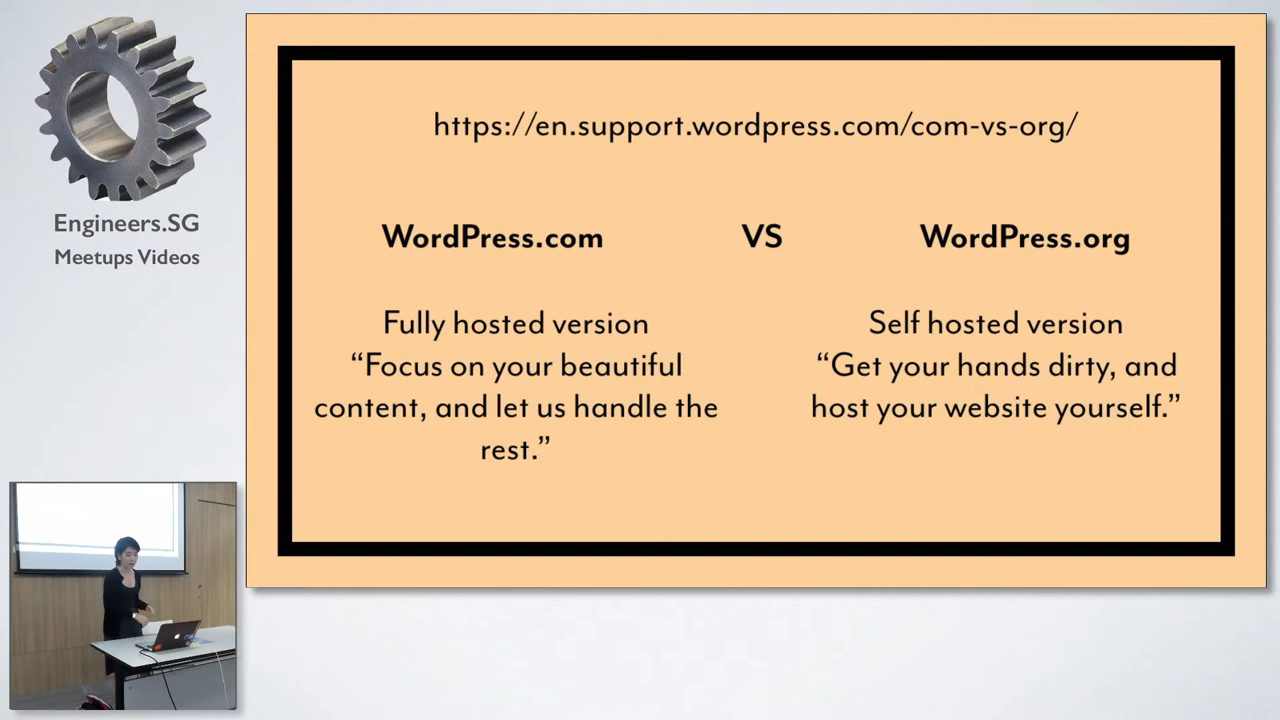 Engineers.SG
Meetups Videos
https://en.support.wordpress.com/com-vs-org/
WordPress.com VS WordPress.org
Fully hosted version
“Focus on your beautiful
content, and let us handle the
rest.”
Self hosted version
“Get your hands dirty, and
host your website yourself.”